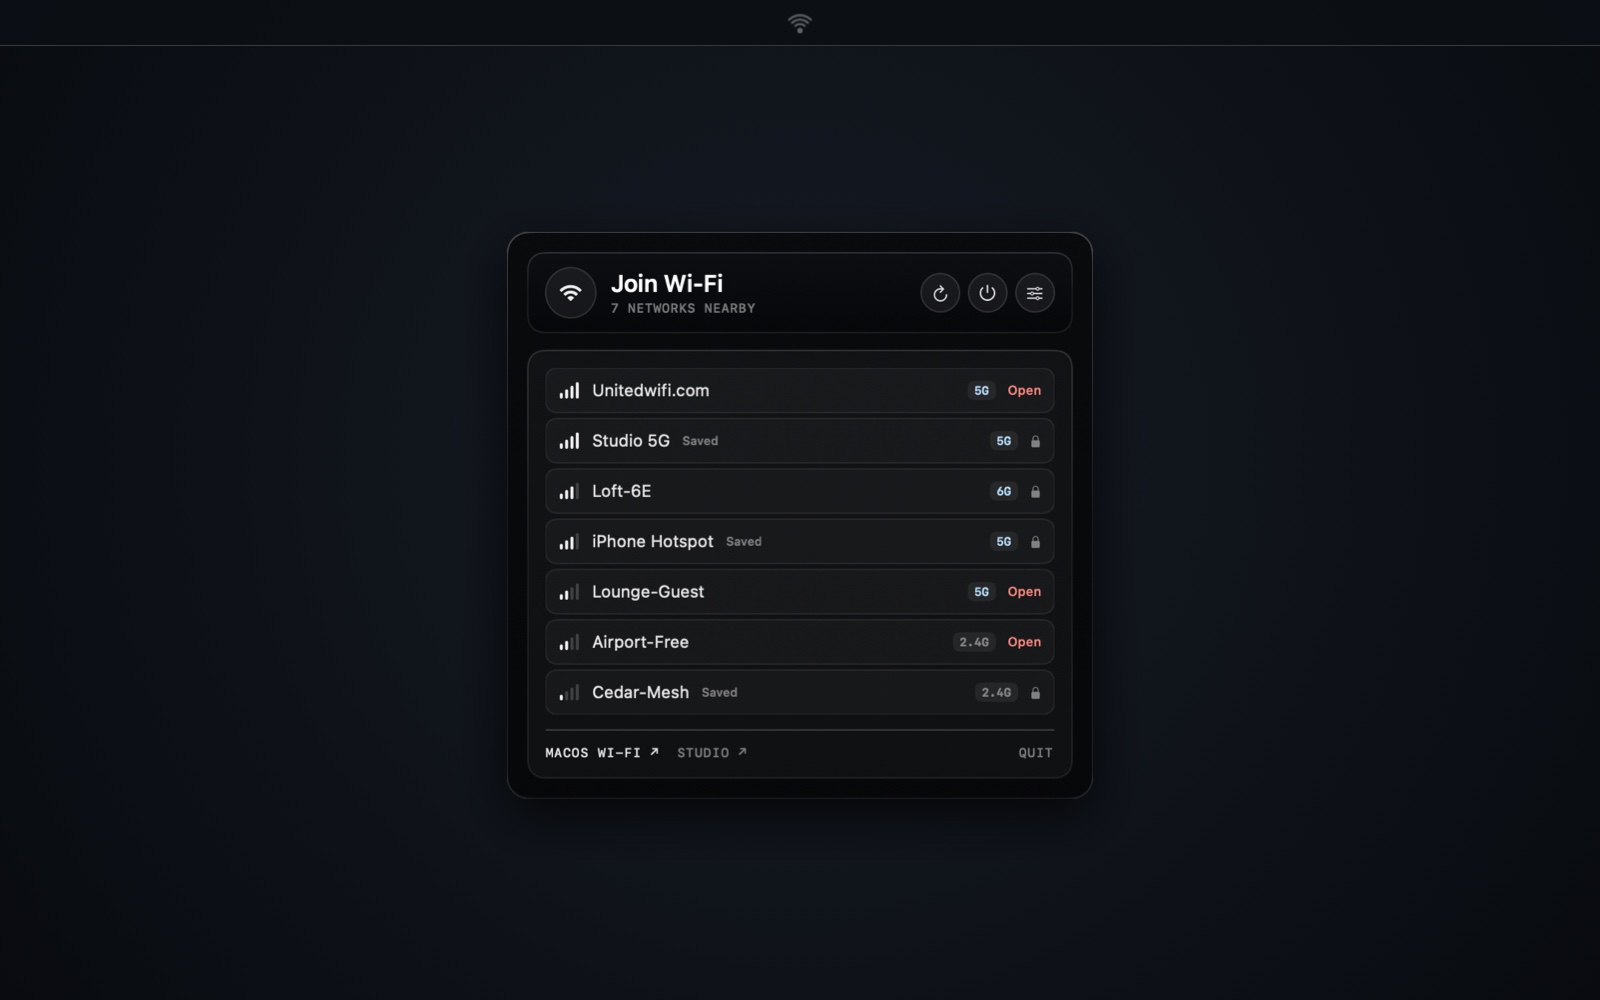 Join Wi-Fi
7 NETWORKS NEARBY
Unitedwifi.com 5G Open
Studio 5G Saved 5G
Loft-6E 6G
iPhone Hotspot Saved 5G
Lounge-Guest 5G Open
Airport-Free 2.4G Open
Cedar-Mesh Saved 2.4G
MACOS WI-FI ↗ STUDIO ↗ QUIT